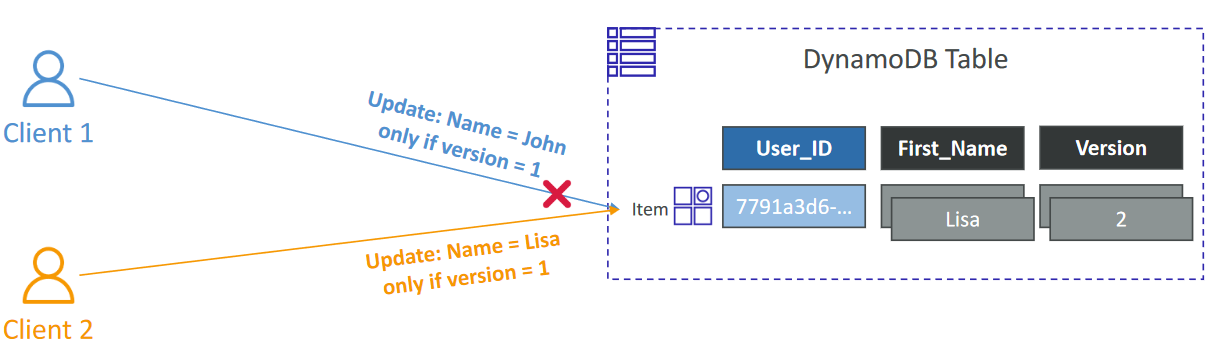 DynamoDB Table
Client 1
Update: Name = John
only if version = 1
User_ID
First_Name
Version
Item
7791a3d6-...
Lisa
2
Update: Name = Lisa
only if version = 1
Client 2